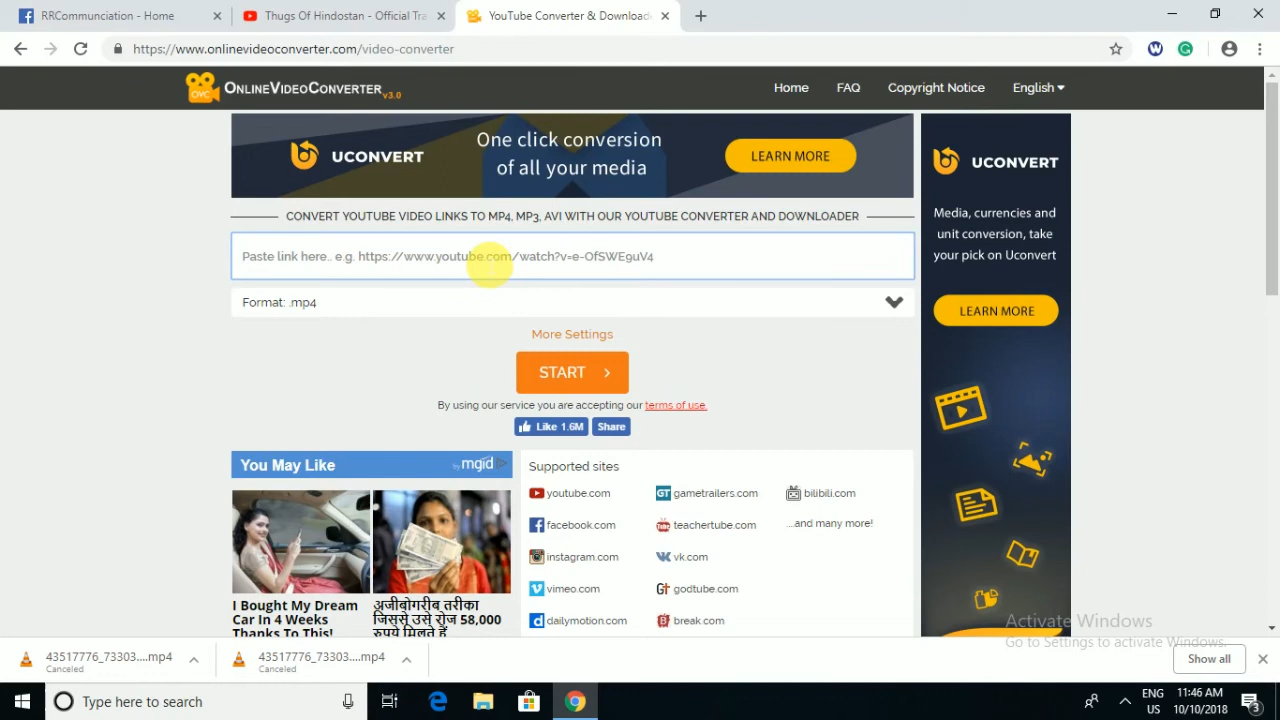 RRCommunciation - Home
Thugs Of Hindostan - Official Tra
YouTube Converter & Downloade
https://www.onlinevideoconverter.com/video-converter
OVC OnlineVideoConverter v3.0
Home FAQ Copyright Notice English
UCONVERT
One click conversion
of all your media
LEARN MORE
UCONVERT
Media, currencies and
unit conversion, take
your pick on Uconvert
LEARN MORE
CONVERT YOUTUBE VIDEO LINKS TO MP4, MP3, AVI WITH OUR YOUTUBE CONVERTER AND DOWNLOADER
Paste link here.. e.g. https://www.youtube.com/watch?v=e-OfSWE9uV4
Format: .mp4
More Settings
START
By using our service you are accepting our terms of use.
Like 1.6M Share
You May Like by mgid
I Bought My Dream
Car In 4 Weeks
Thanks To This!
अजीबोगरीब तरीका
जिससे उसे रोज 58,000
रुपये मिलते हैं
Supported sites
youtube.com gametrailers.com bilibili.com
facebook.com teachertube.com ...and many more!
instagram.com vk.com
vimeo.com godtube.com
dailymotion.com break.com
Activate Windows
Go to Settings to activate Windows.
43517776_73303....mp4
Canceled
43517776_73303....mp4
Canceled
Show all
Type here to search
ENG
US
11:46 AM
10/10/2018
3